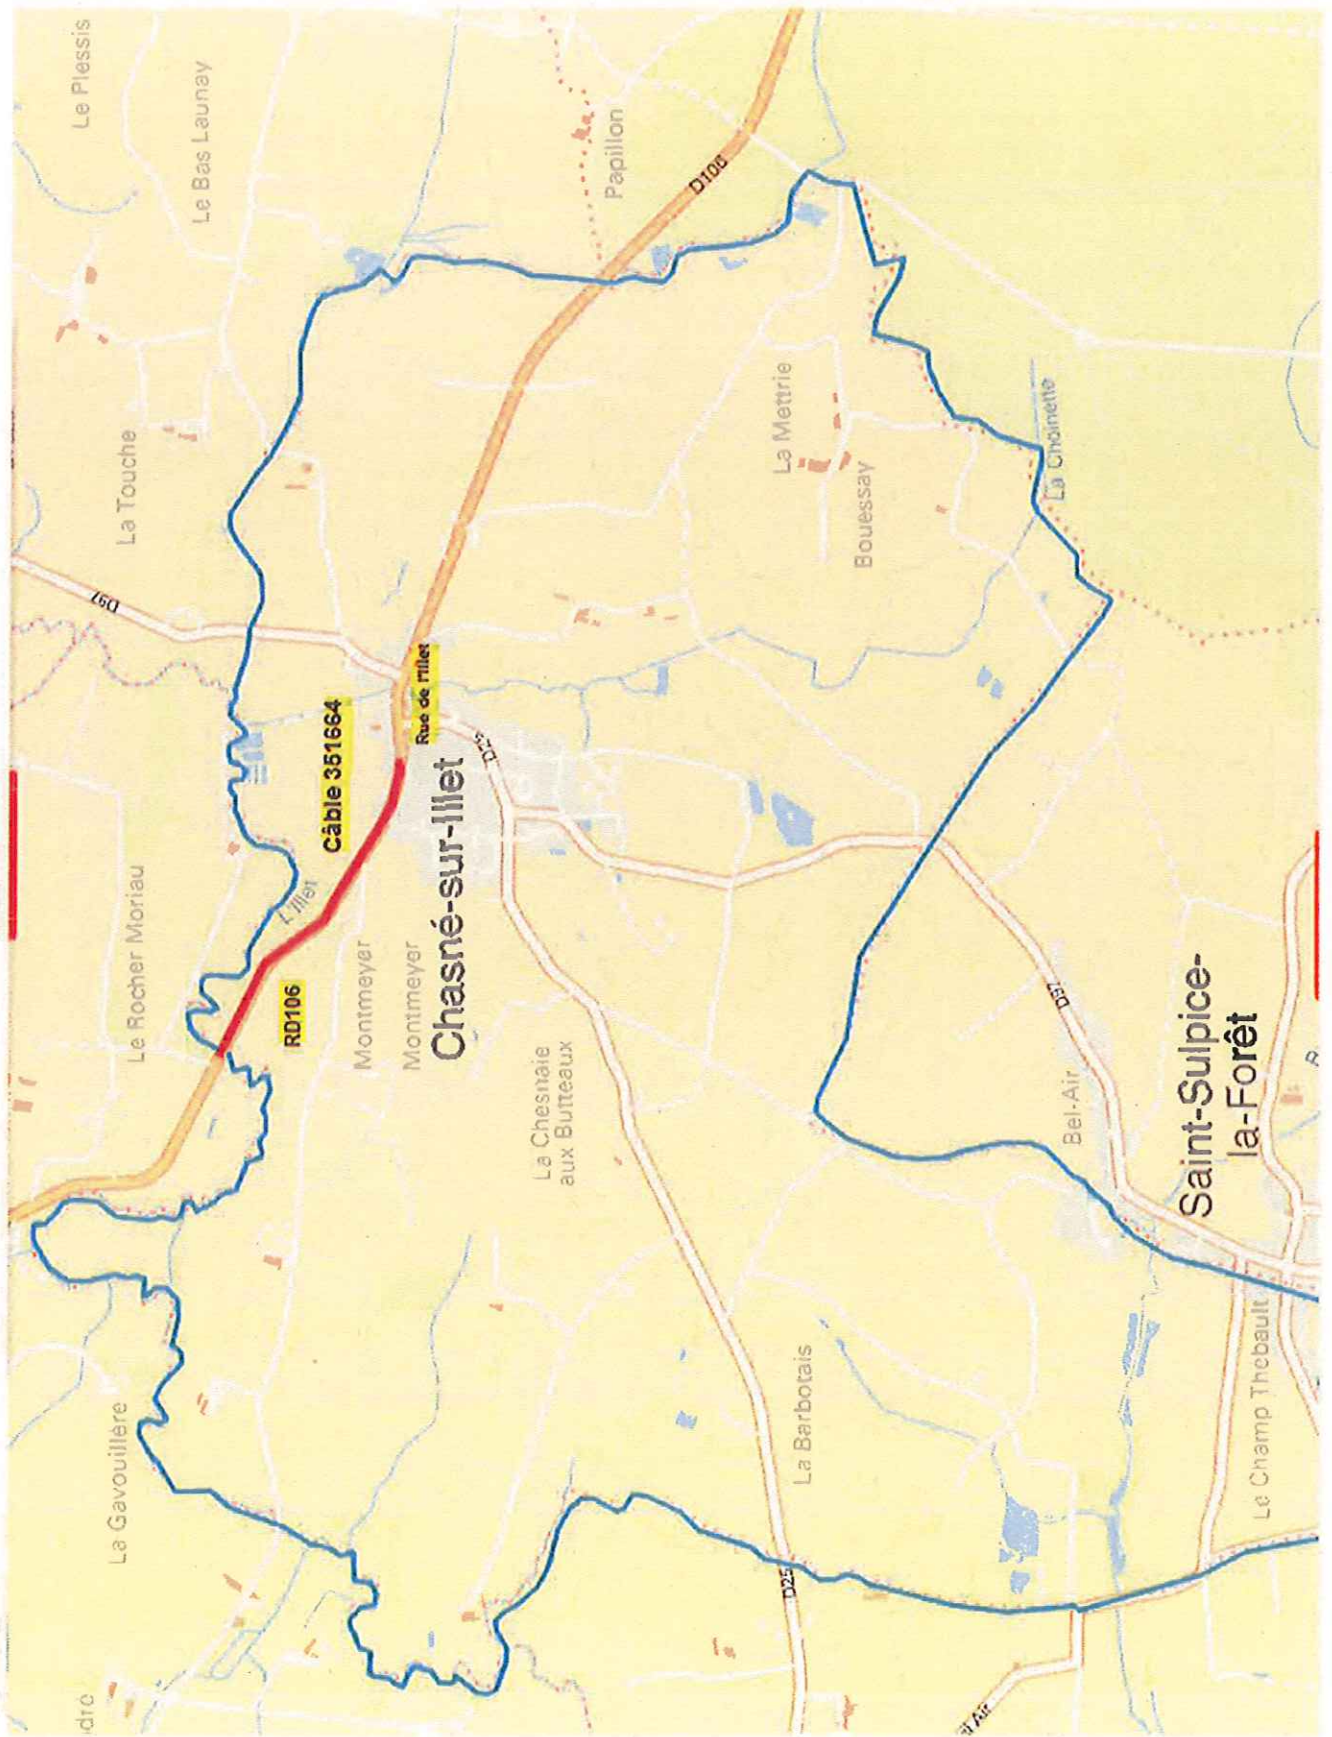 Le Plessis
D97
La Gavouillère
La Touche
Le Rocher Moriau
Le Bas Launay
RD106
L'Illet
Câble 351664
Montmeyer
Montmeyer
Rue de l'Illet
Chasné-sur-Illet
La Chesnaie
aux Butteaux
Papillon
D106
La Mettrie
D25
La Barbotais
Bouessay
La Choinette
D97
Bel-Air
Saint-Sulpice-
la-Forêt
Le Champ Thebault